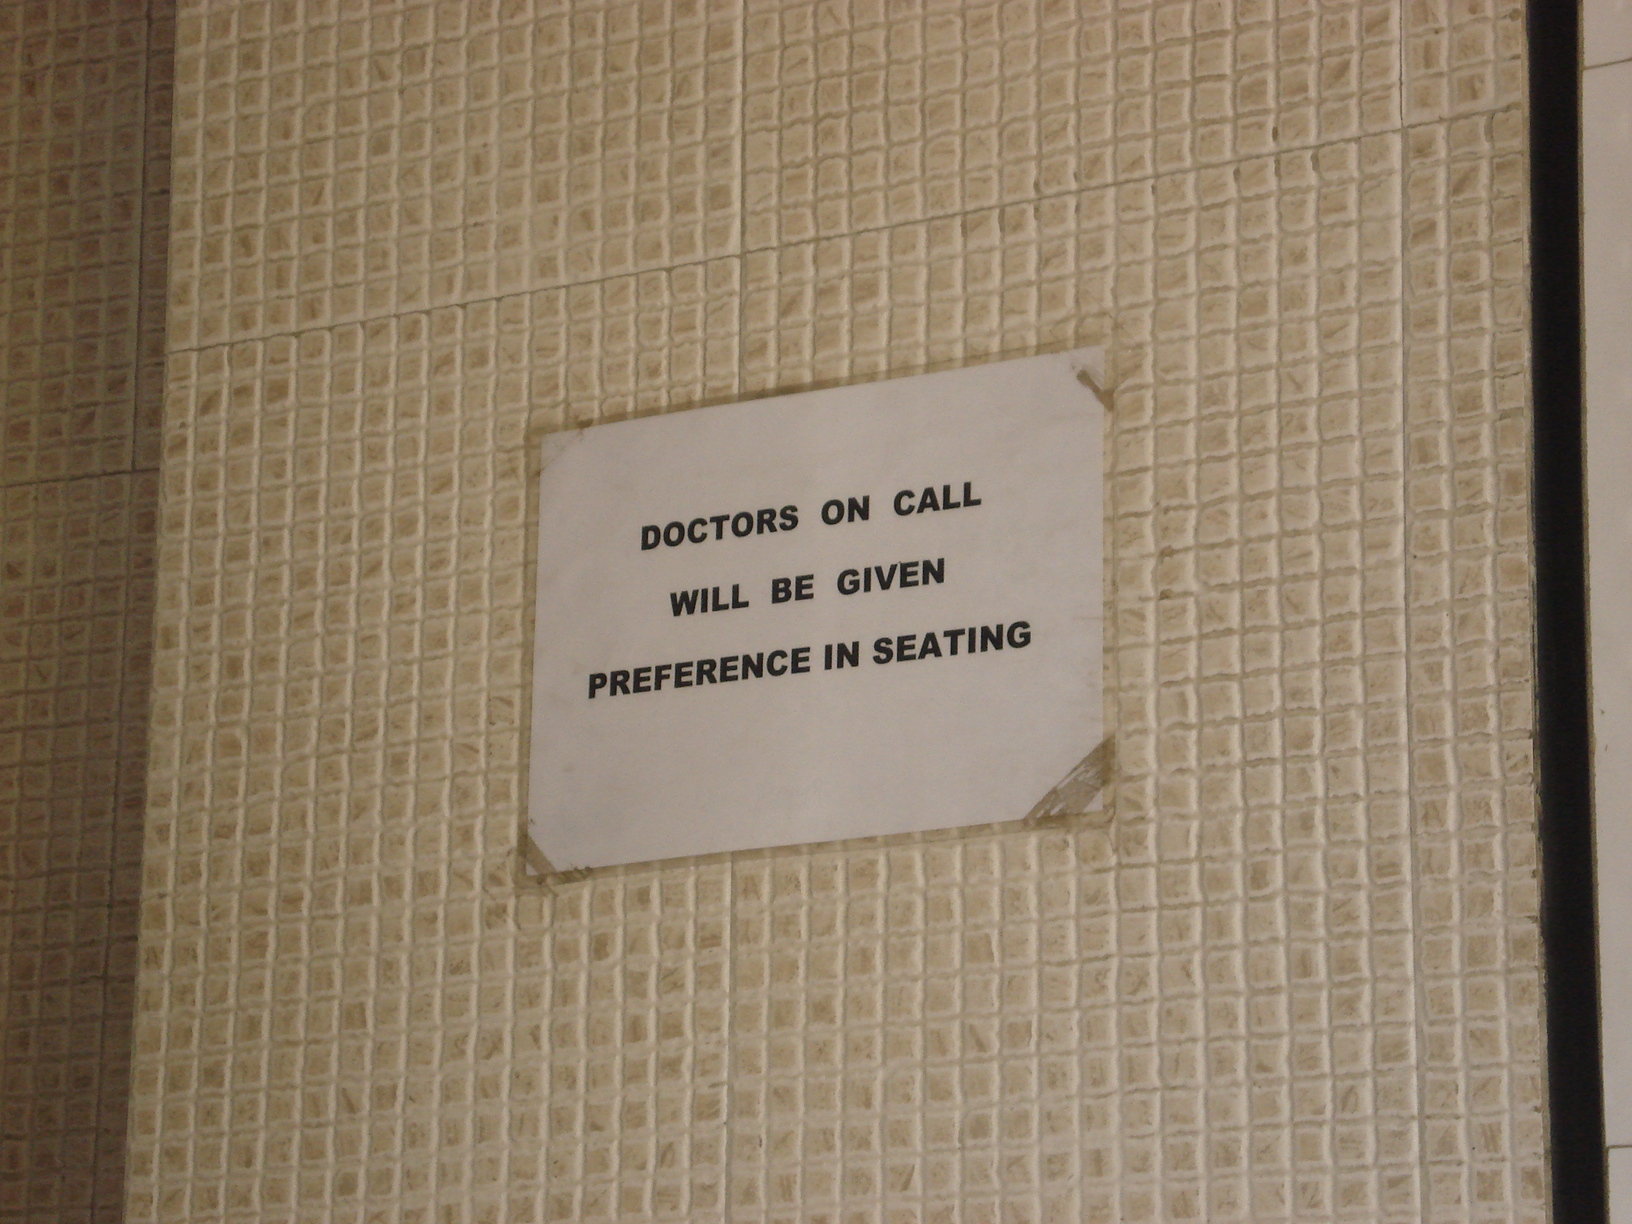 DOCTORS ON CALL
WILL BE GIVEN
PREFERENCE IN SEATING